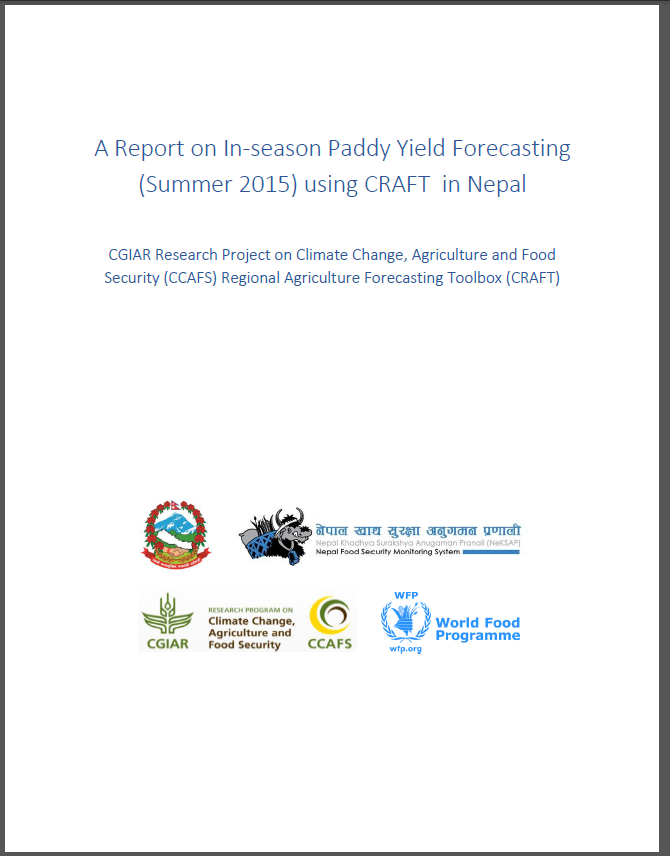 A Report on In-season Paddy Yield Forecasting
(Summer 2015) using CRAFT in Nepal
CGIAR Research Project on Climate Change, Agriculture and Food
Security (CCAFS) Regional Agriculture Forecasting Toolbox (CRAFT)
नेपाल खाद्य सुरक्षा अनुगमन प्रणाली
Nepal Khadhya Surakshya Anugaman Pranali (NeKSAP)
Nepal Food Security Monitoring System
CGIAR
RESEARCH PROGRAM ON
Climate Change,
Agriculture and
Food Security
CCAFS
WFP
World Food
Programme
wfp.org